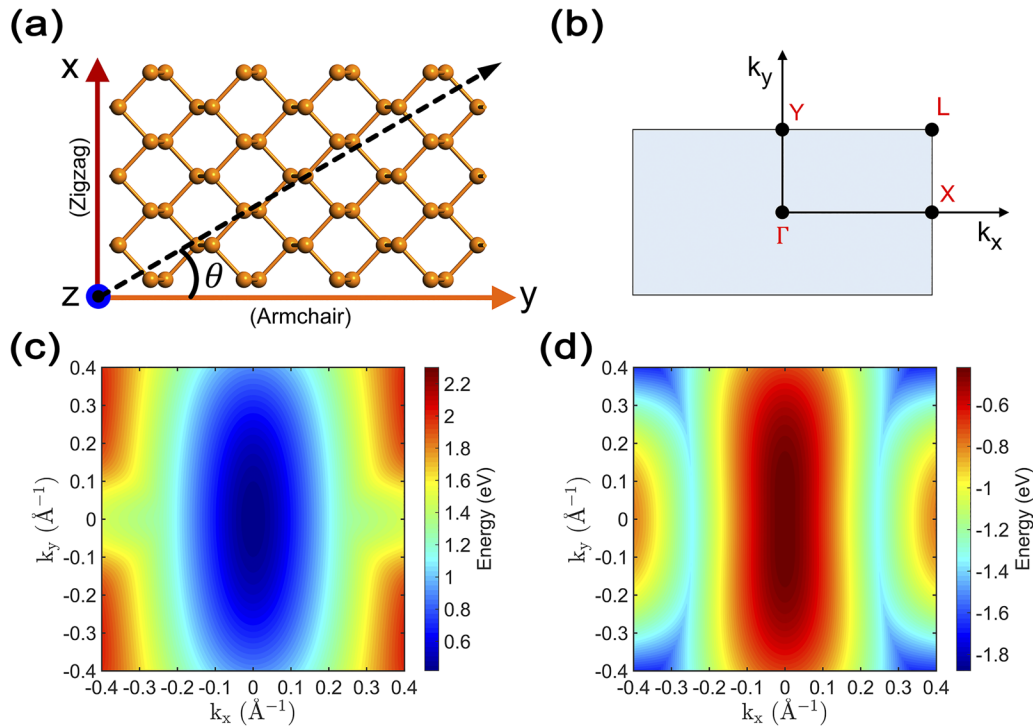 (a)
x
(Zigzag)
z
θ
(Armchair)
y
(b)
k_y
Y
L
X
Γ
k_x
(c)
0.4
0.3
0.2
0.1
0
-0.1
-0.2
-0.3
-0.4
k_y (Å⁻¹)
-0.4 -0.3 -0.2 -0.1 0 0.1 0.2 0.3 0.4
k_x (Å⁻¹)
2.2
2
1.8
1.6
1.4
1.2
1
0.8
0.6
Energy (eV)
(d)
0.4
0.3
0.2
0.1
0
-0.1
-0.2
-0.3
-0.4
k_y (Å⁻¹)
-0.4 -0.3 -0.2 -0.1 0 0.1 0.2 0.3 0.4
k_x (Å⁻¹)
-0.6
-0.8
-1
-1.2
-1.4
-1.6
-1.8
Energy (eV)